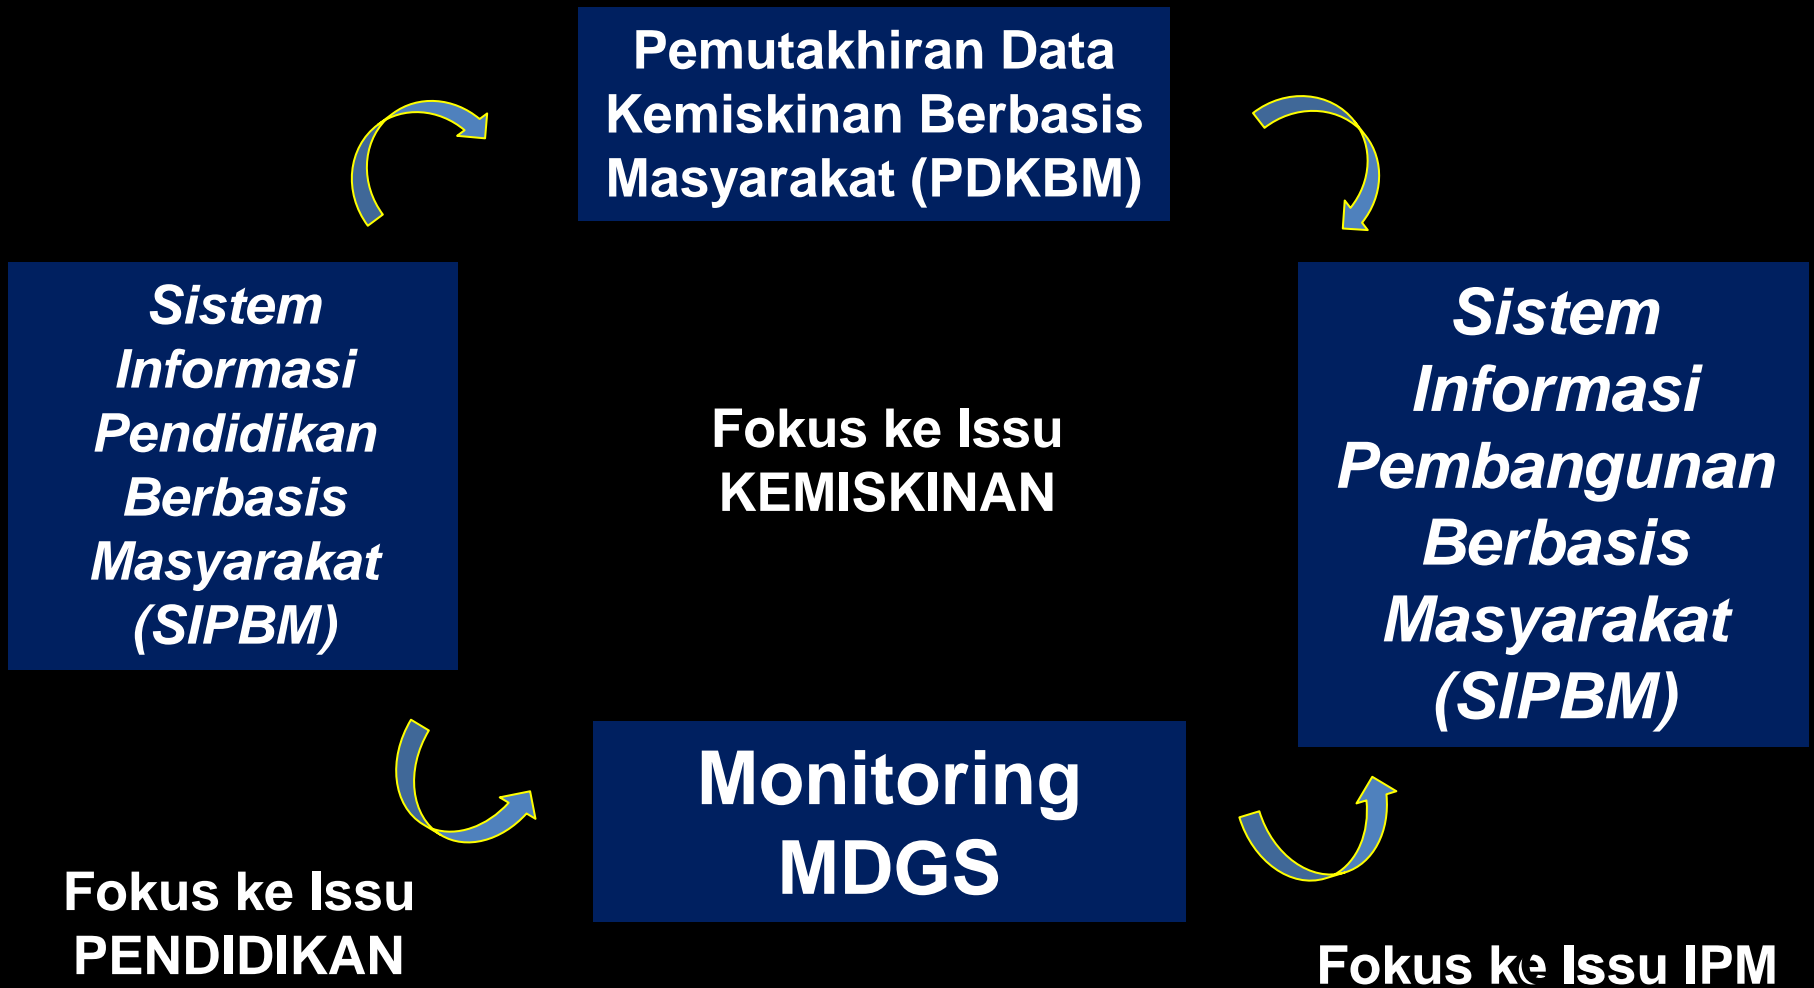 Pemutakhiran Data
Kemiskinan Berbasis
Masyarakat (PDKBM)
Sistem
Informasi
Pendidikan
Berbasis
Masyarakat
(SIPBM)
Fokus ke Issu
KEMISKINAN
Sistem
Informasi
Pembangunan
Berbasis
Masyarakat
(SIPBM)
Monitoring
MDGS
Fokus ke Issu
PENDIDIKAN
Fokus ke Issu IPM